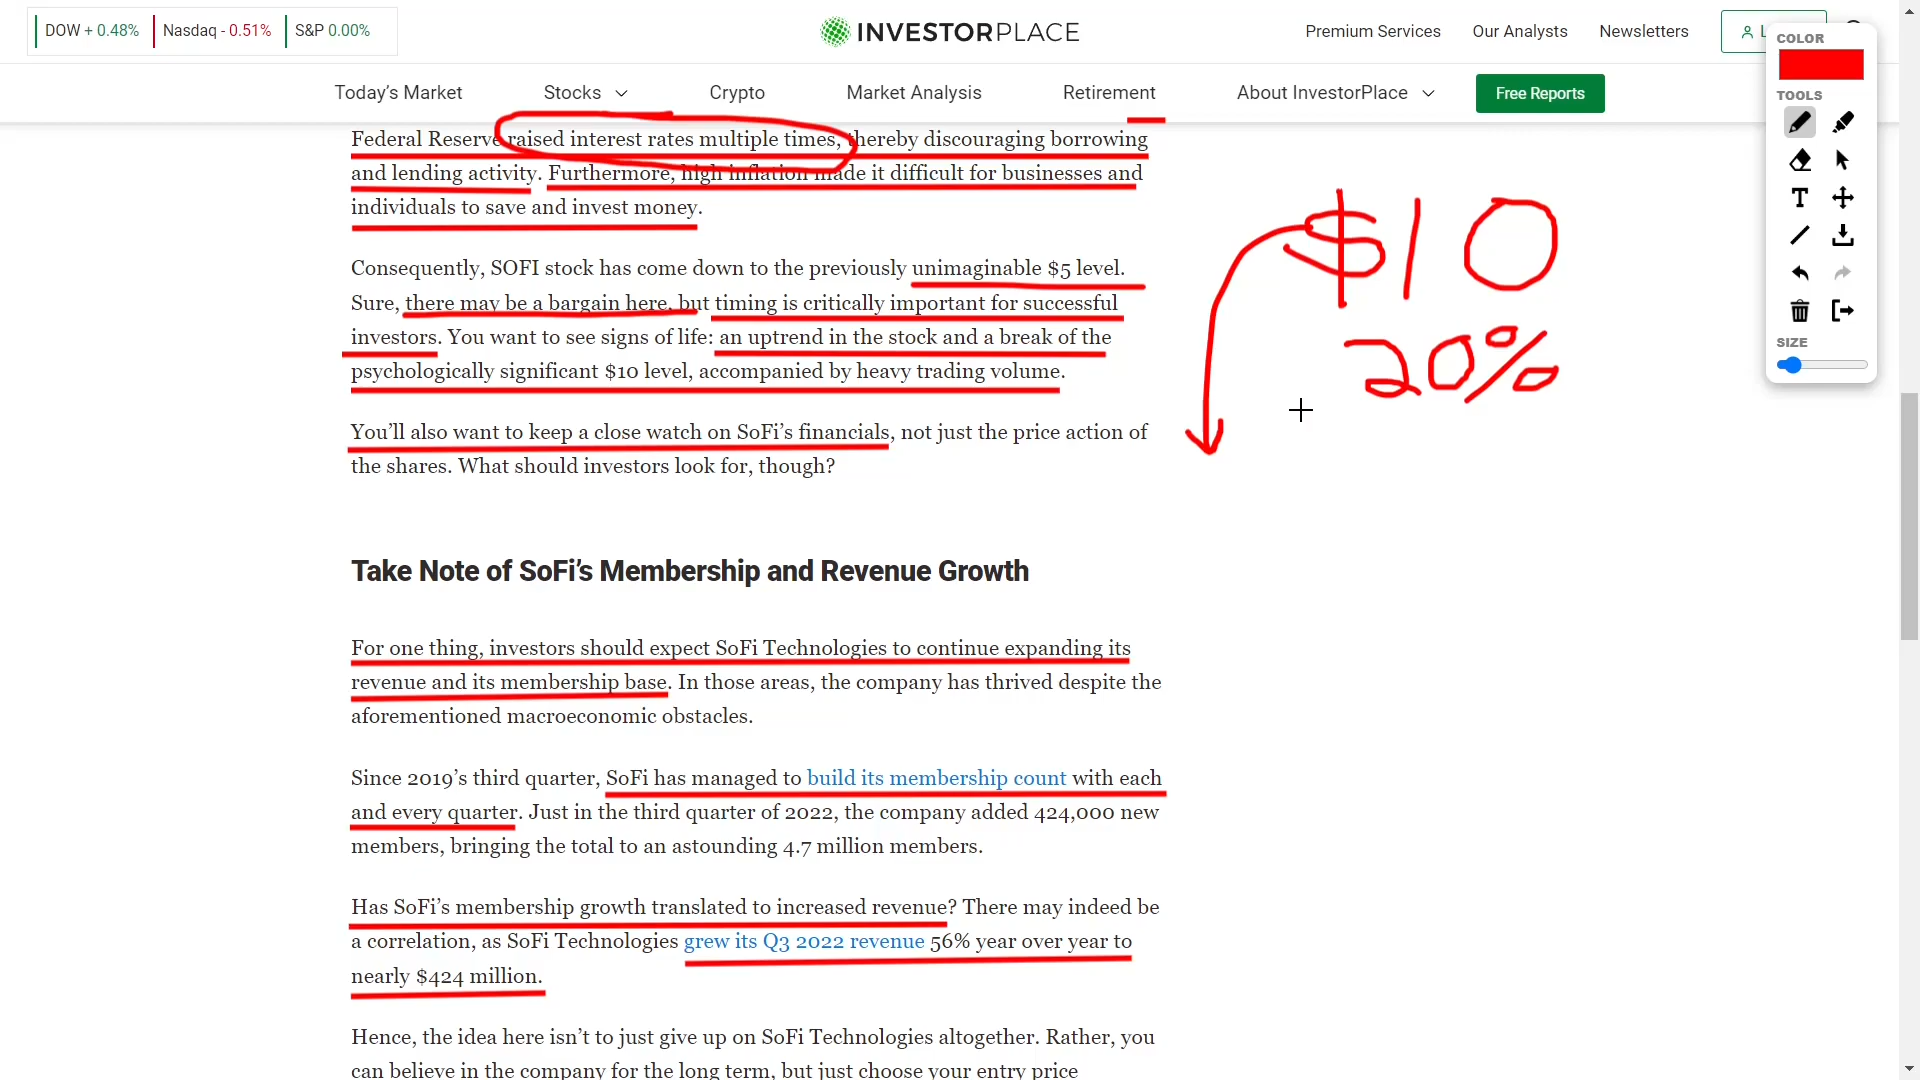 DOW + 0.48% Nasdaq - 0.51% S&P 0.00%
INVESTORPLACE
Premium Services Our Analysts Newsletters L
Today’s Market Stocks Crypto Market Analysis Retirement About InvestorPlace Free Reports
Federal Reserve raised interest rates multiple times, thereby discouraging borrowing
and lending activity. Furthermore, high inflation made it difficult for businesses and
individuals to save and invest money.
Consequently, SOFI stock has come down to the previously unimaginable $5 level.
Sure, there may be a bargain here, but timing is critically important for successful
investors. You want to see signs of life: an uptrend in the stock and a break of the
psychologically significant $10 level, accompanied by heavy trading volume.
You’ll also want to keep a close watch on SoFi’s financials, not just the price action of
the shares. What should investors look for, though?
Take Note of SoFi’s Membership and Revenue Growth
For one thing, investors should expect SoFi Technologies to continue expanding its
revenue and its membership base. In those areas, the company has thrived despite the
aforementioned macroeconomic obstacles.
Since 2019’s third quarter, SoFi has managed to build its membership count with each
and every quarter. Just in the third quarter of 2022, the company added 424,000 new
members, bringing the total to an astounding 4.7 million members.
Has SoFi’s membership growth translated to increased revenue? There may indeed be
a correlation, as SoFi Technologies grew its Q3 2022 revenue 56% year over year to
nearly $424 million.
Hence, the idea here isn’t to just give up on SoFi Technologies altogether. Rather, you
can believe in the company for the long term, but just choose your entry price
$10
20%
COLOR
TOOLS
T
SIZE